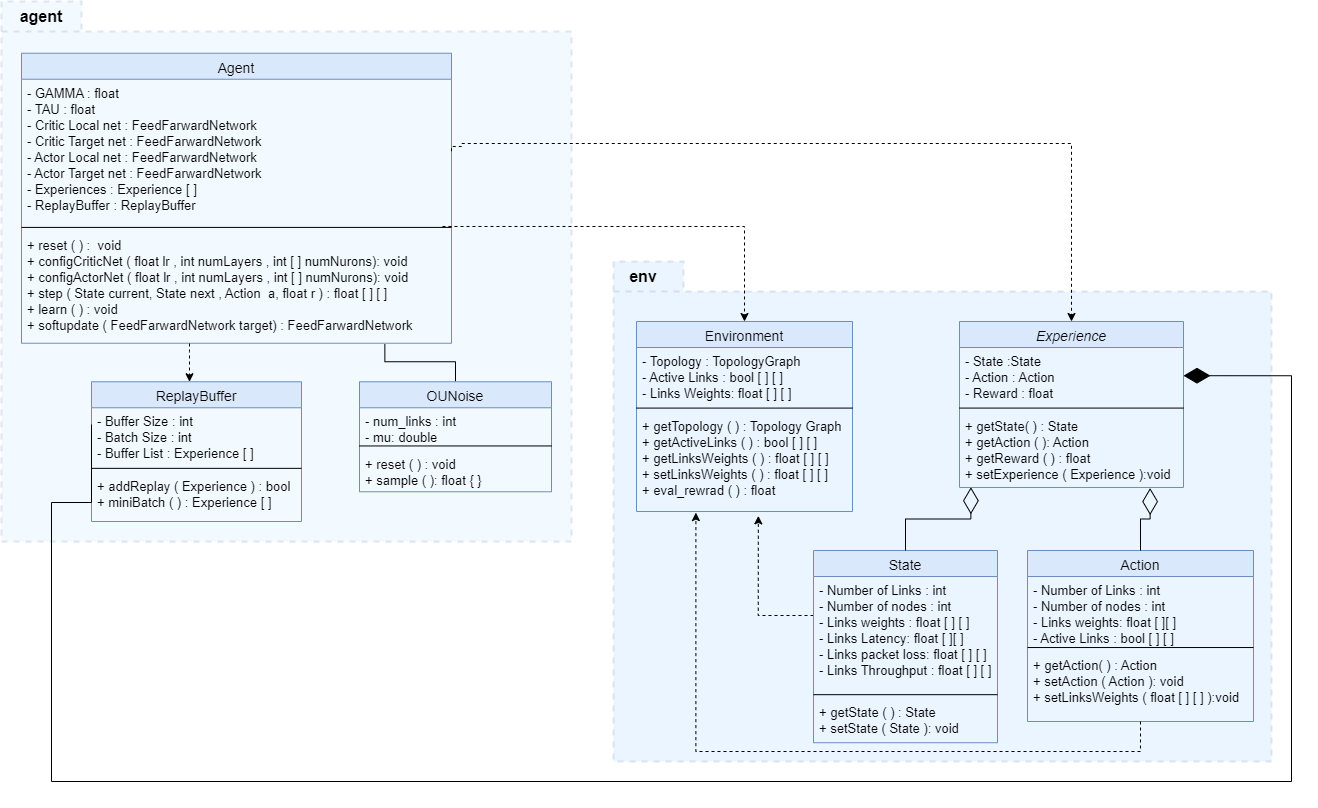 agent
Agent
- GAMMA : float
- TAU : float
- Critic Local net : FeedFarwardNetwork
- Critic Target net : FeedFarwardNetwork
- Actor Local net : FeedFarwardNetwork
- Actor Target net : FeedFarwardNetwork
- Experiences : Experience [ ]
- ReplayBuffer : ReplayBuffer
+ reset ( ) :  void
+ configCriticNet ( float lr , int numLayers , int [ ] numNurons): void
+ configActorNet ( float lr , int numLayers , int [ ] numNurons): void
+ step ( State current, State next , Action  a, float r ) : float [ ] [ ]
+ learn ( ) : void
+ softupdate ( FeedFarwardNetwork target) : FeedFarwardNetwork
ReplayBuffer
- Buffer Size : int
- Batch Size : int
- Buffer List : Experience [ ]
+ addReplay ( Experience ) : bool
+ miniBatch ( ) : Experience [ ]
OUNoise
- num_links : int
- mu: double
+ reset ( ) : void
+ sample ( ): float { }
env
Environment
- Topology : TopologyGraph
- Active Links : bool [ ] [ ]
- Links Weights: float [ ] [ ]
+ getTopology ( ) : Topology Graph
+ getActiveLinks ( ) : bool [ ] [ ]
+ getLinksWeights ( ) : float [ ] [ ]
+ setLinksWeights ( ) : float [ ] [ ]
+ eval_rewrad ( ) : float
Experience
- State :State
- Action : Action
- Reward : float
+ getState( ) : State
+ getAction ( ): Action
+ getReward ( ) : float
+ setExperience ( Experience ):void
State
- Number of Links : int
- Number of nodes : int
- Links weights : float [ ] [ ]
- Links Latency: float [ ][ ]
- Links packet loss: float [ ] [ ]
- Links Throughput : float [ ] [ ]
+ getState ( ) : State
+ setState ( State ): void
Action
- Number of Links : int
- Number of nodes : int
- Links weights: float [ ][ ]
- Active Links : bool [ ] [ ]
+ getAction( ) : Action
+ setAction ( Action ): void
+ setLinksWeights ( float [ ] [ ] ):void